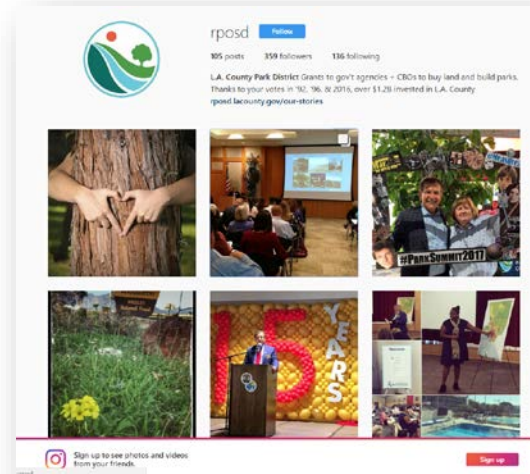 rposd Follow
105 posts 359 followers 136 following
L.A. County Park District Grants to gov't agencies + CBOs to buy land and build parks.
Thanks to your votes in '92, '96, & 2016, over $1.2B invested in L.A. County
rposd.lacounty.gov/our-stories
#PARKSUMMIT2017
15
YEARS
Sign up to see photos and videos
from your friends.
Sign up